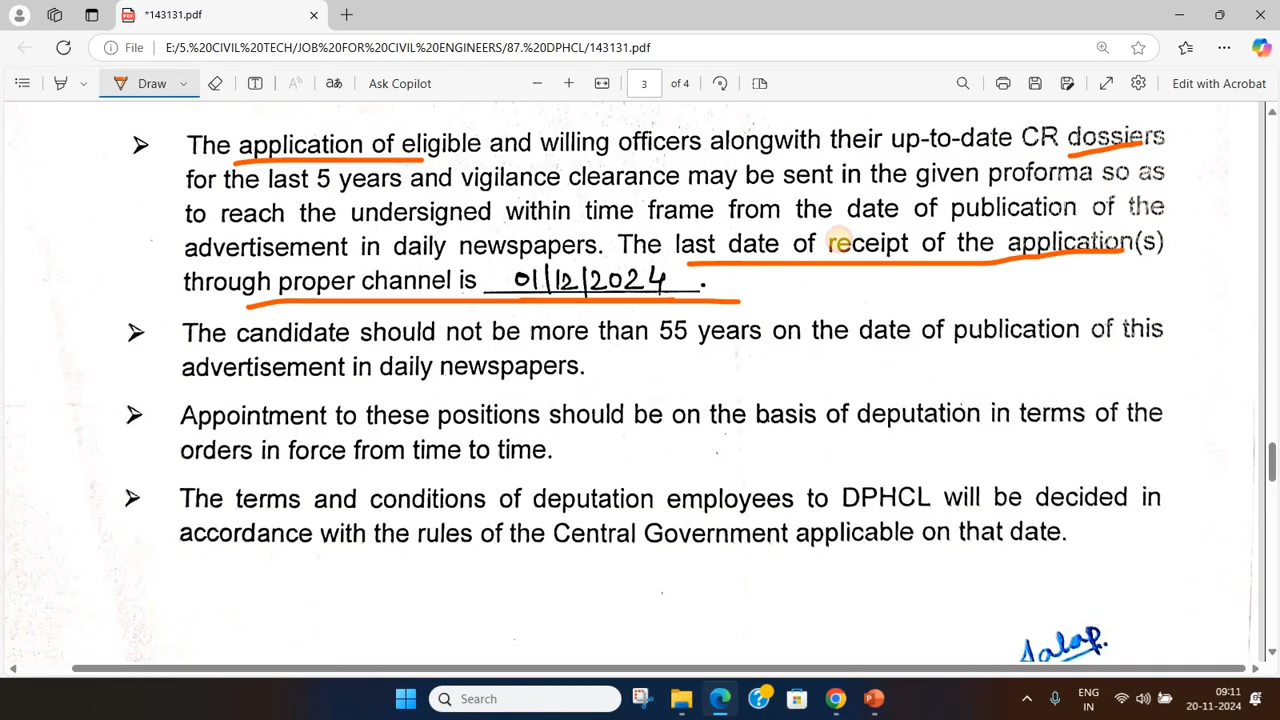 *143131.pdf
File
E:/5.%20CIVIL%20TECH/JOB%20FOR%20CIVIL%20ENGINEERS/87.%20DPHCL/143131.pdf
Draw
aあ
Ask Copilot
3 of 4
Edit with Acrobat
➢ The application of eligible and willing officers alongwith their up-to-date CR dossiers
for the last 5 years and vigilance clearance may be sent in the given proforma so as
to reach the undersigned within time frame from the date of publication of the
advertisement in daily newspapers. The last date of receipt of the application(s)
through proper channel is 01/12/2024.
➢ The candidate should not be more than 55 years on the date of publication of this
advertisement in daily newspapers.
➢ Appointment to these positions should be on the basis of deputation in terms of the
orders in force from time to time.
➢ The terms and conditions of deputation employees to DPHCL will be decided in
accordance with the rules of the Central Government applicable on that date.
Search
ENG
IN
09:11
20-11-2024